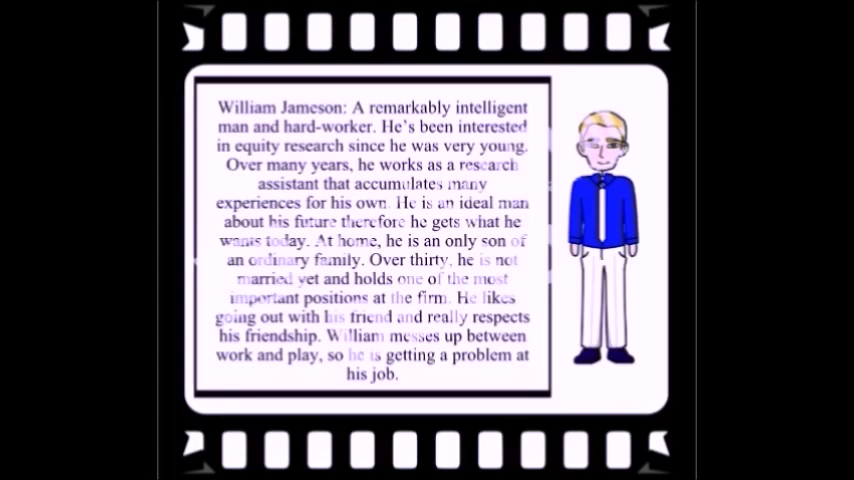 William Jameson: A remarkably intelligent
man and hard-worker. He's been interested
in equity research since he was very young.
Over many years, he works as a research
assistant that accumulates many
experiences for his own. He is an ideal man
about his future therefore he gets what he
wants today. At home, he is an only son of
an ordinary family. Over thirty, he is not
married yet and holds one of the most
important positions at the firm. He likes
going out with his friend and really respects
his friendship. William messes up between
work and play, so he is getting a problem at
his job.